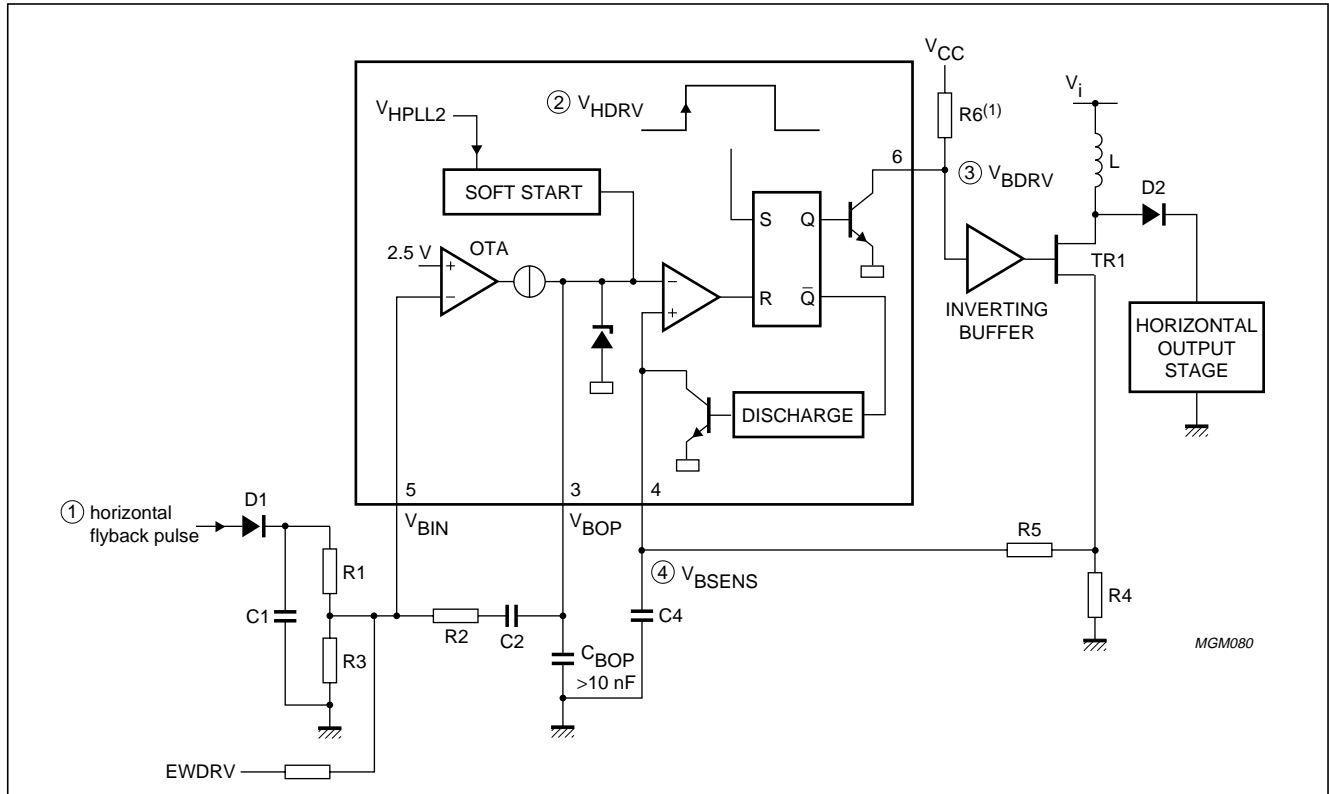 V_CC
V_i
V_HPLL2
② V_HDRV
R6(1)
L
6
③ V_BDRV
D2
SOFT START
S Q
2.5 V
OTA
+
−
−
+
R Q̄
TR1
INVERTING
BUFFER
HORIZONTAL
OUTPUT
STAGE
DISCHARGE
5 3 4
① horizontal
flyback pulse
D1
V_BIN
V_BOP
R5
R1
④ V_BSENS
C1
R2
C2
C4
R4
R3
C_BOP
>10 nF
MGM080
EWDRV